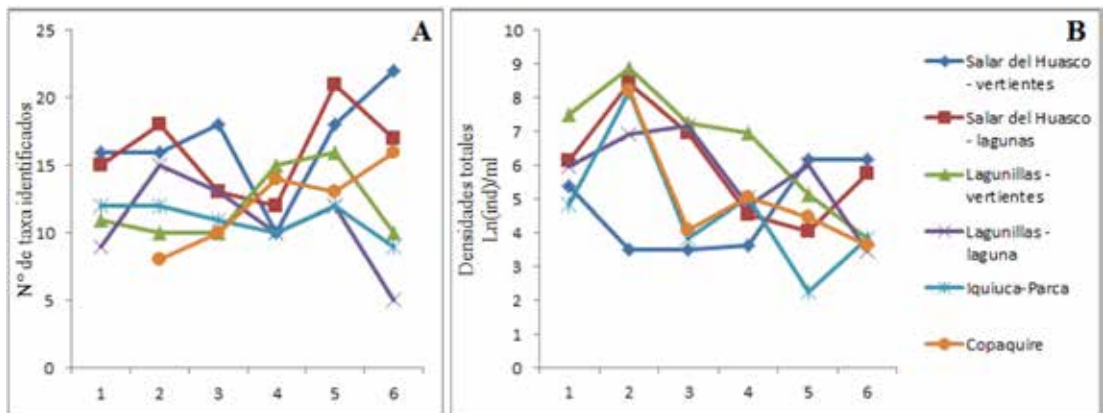 A
25
20
15
10
5
0
Nº de taxa identificados
1 2 3 4 5 6
B
10
9
8
7
6
5
4
3
2
1
0
Densidades totales
Ln(ind)/ml
1 2 3 4 5 6
Salar del Huasco
- vertientes
Salar del Huasco
- lagunas
Lagunillas -
vertientes
Lagunillas -
laguna
Iquiuca-Parca
Copaquire